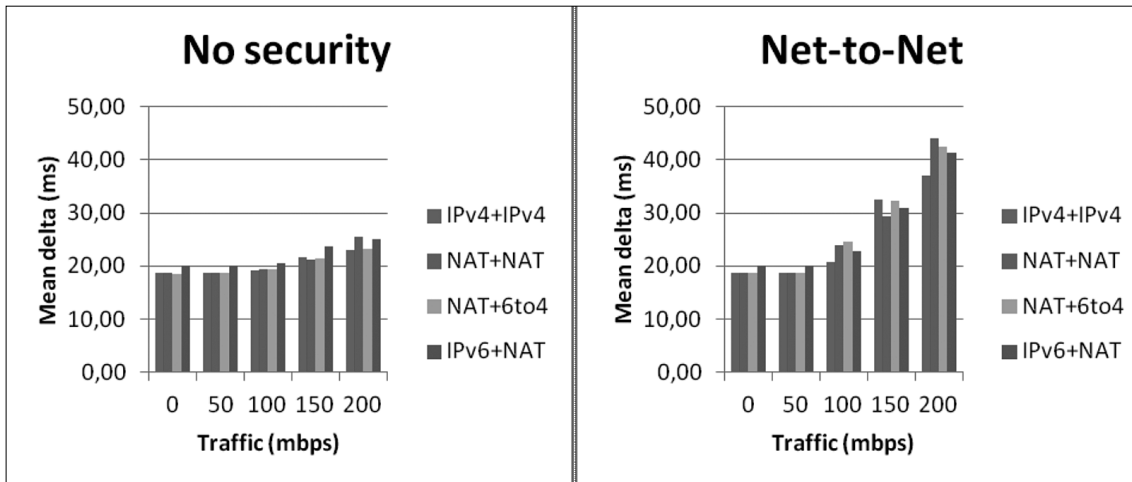 No security
50,00
40,00
30,00
20,00
10,00
0,00
Mean delta (ms)
0 50 100 150 200
Traffic (mbps)
IPv4+IPv4
NAT+NAT
NAT+6to4
IPv6+NAT
Net-to-Net
50,00
40,00
30,00
20,00
10,00
0,00
Mean delta (ms)
0 50 100 150 200
Traffic (mbps)
IPv4+IPv4
NAT+NAT
NAT+6to4
IPv6+NAT